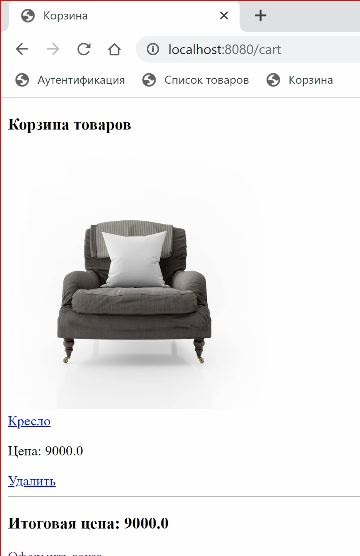 Корзина
localhost:8080/cart
Аутентификация Список товаров Корзина
Корзина товаров
Кресло
Цена: 9000.0
Удалить
Итоговая цена: 9000.0